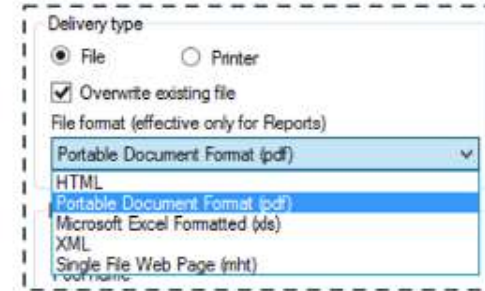 Delivery type
File Printer
Overwrite existing file
File format (effective only for Reports)
Portable Document Format (pdf)
HTML
Portable Document Format (pdf)
Microsoft Excel Formatted (xls)
XML
Single File Web Page (mht)